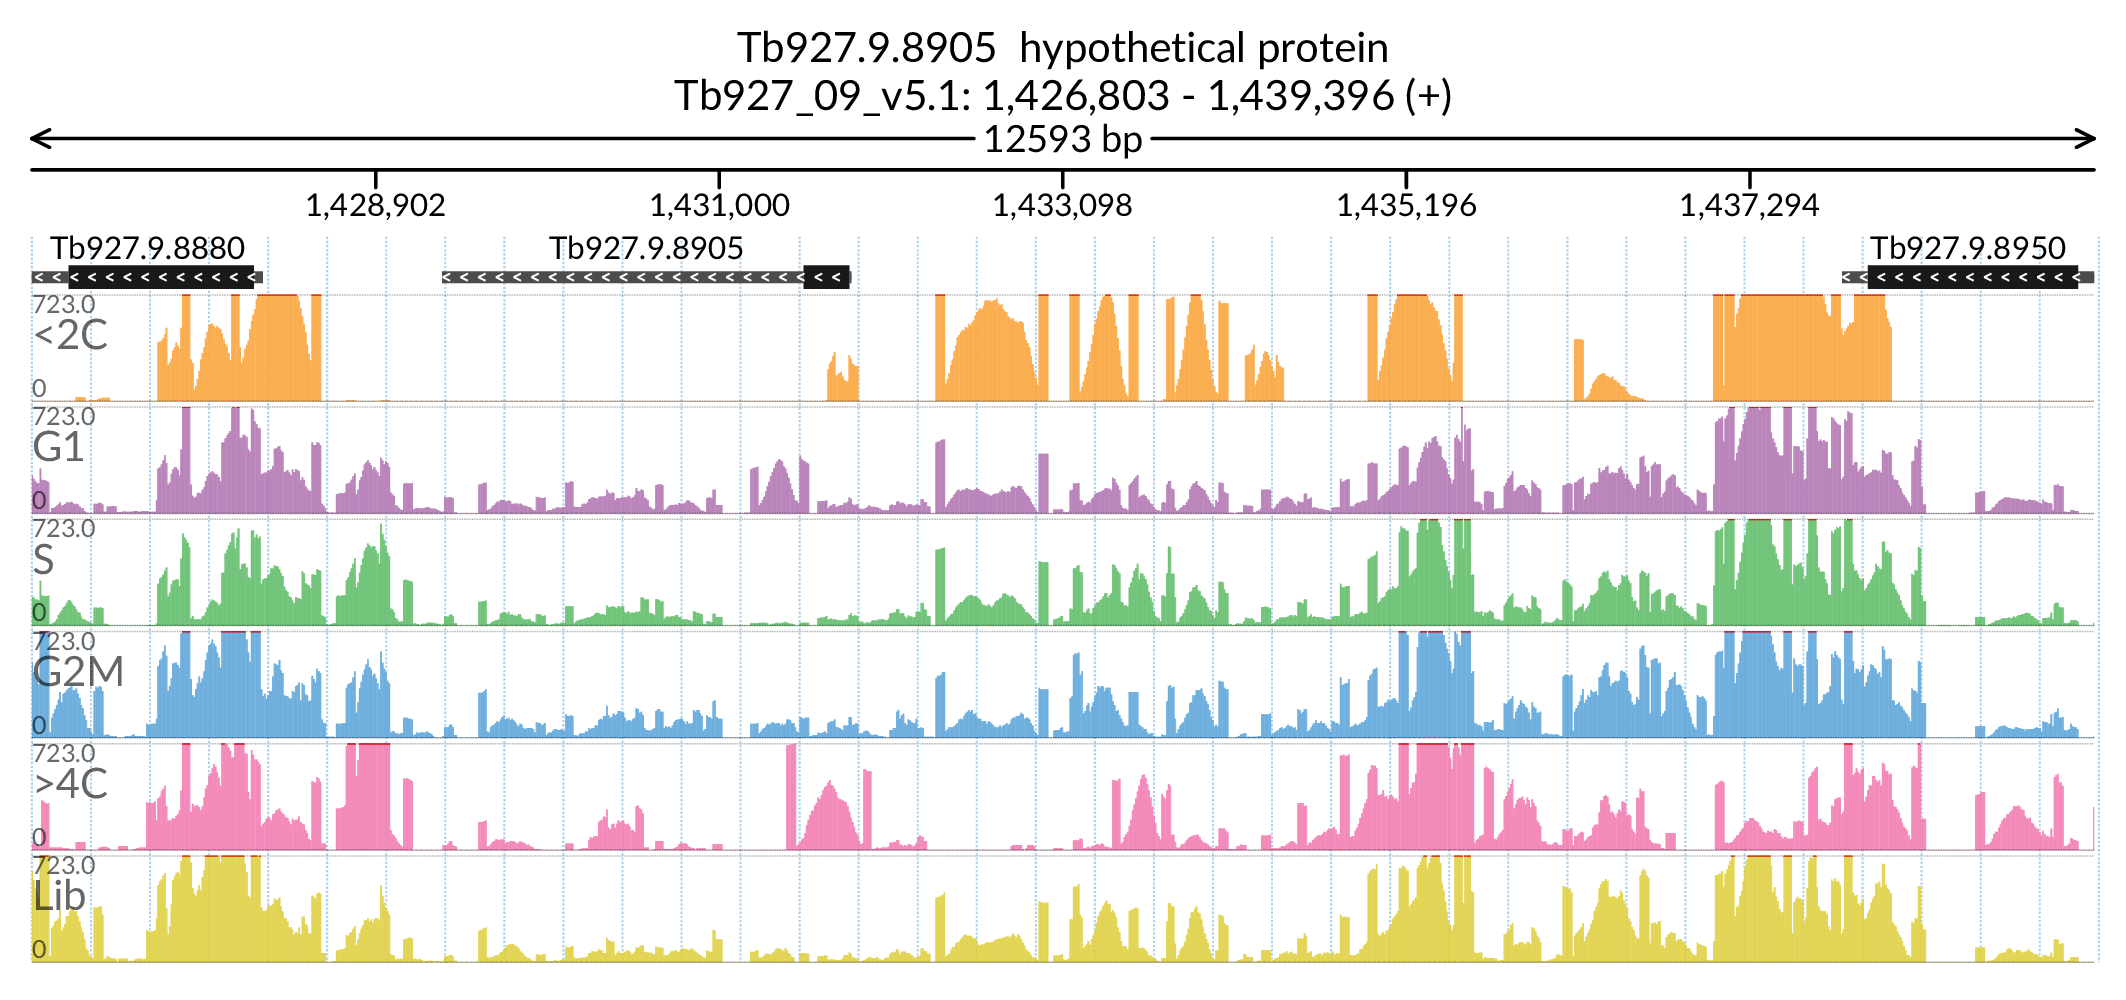 Tb927.9.8905 hypothetical protein
Tb927_09_v5.1: 1,426,803 - 1,439,396 (+)
12593 bp
1,428,902 1,431,000 1,433,098 1,435,196 1,437,294
Tb927.9.8880 Tb927.9.8905 Tb927.9.8950
723.0
<2C
0
723.0
G1
0
723.0
S
0
723.0
G2M
0
723.0
>4C
0
723.0
Lib
0